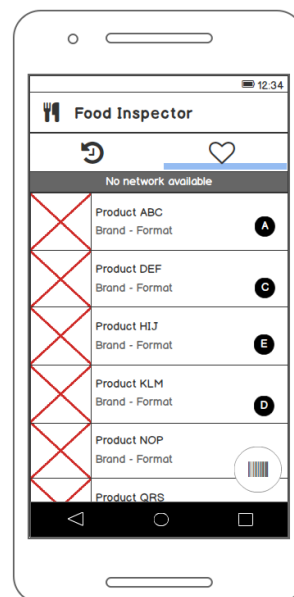 12:34
Food Inspector
No network available
Product ABC
Brand - Format
A
Product DEF
Brand - Format
C
Product HIJ
Brand - Format
E
Product KLM
Brand - Format
D
Product NOP
Brand - Format
Product QRS